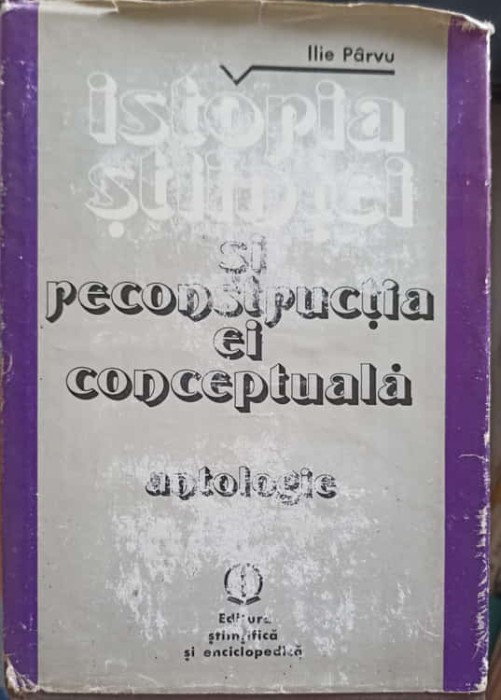 Ilie Pârvu
istoria
științei
și
reconstrucția
ei
conceptuală
antologie
Editura
științifică
și enciclopedică